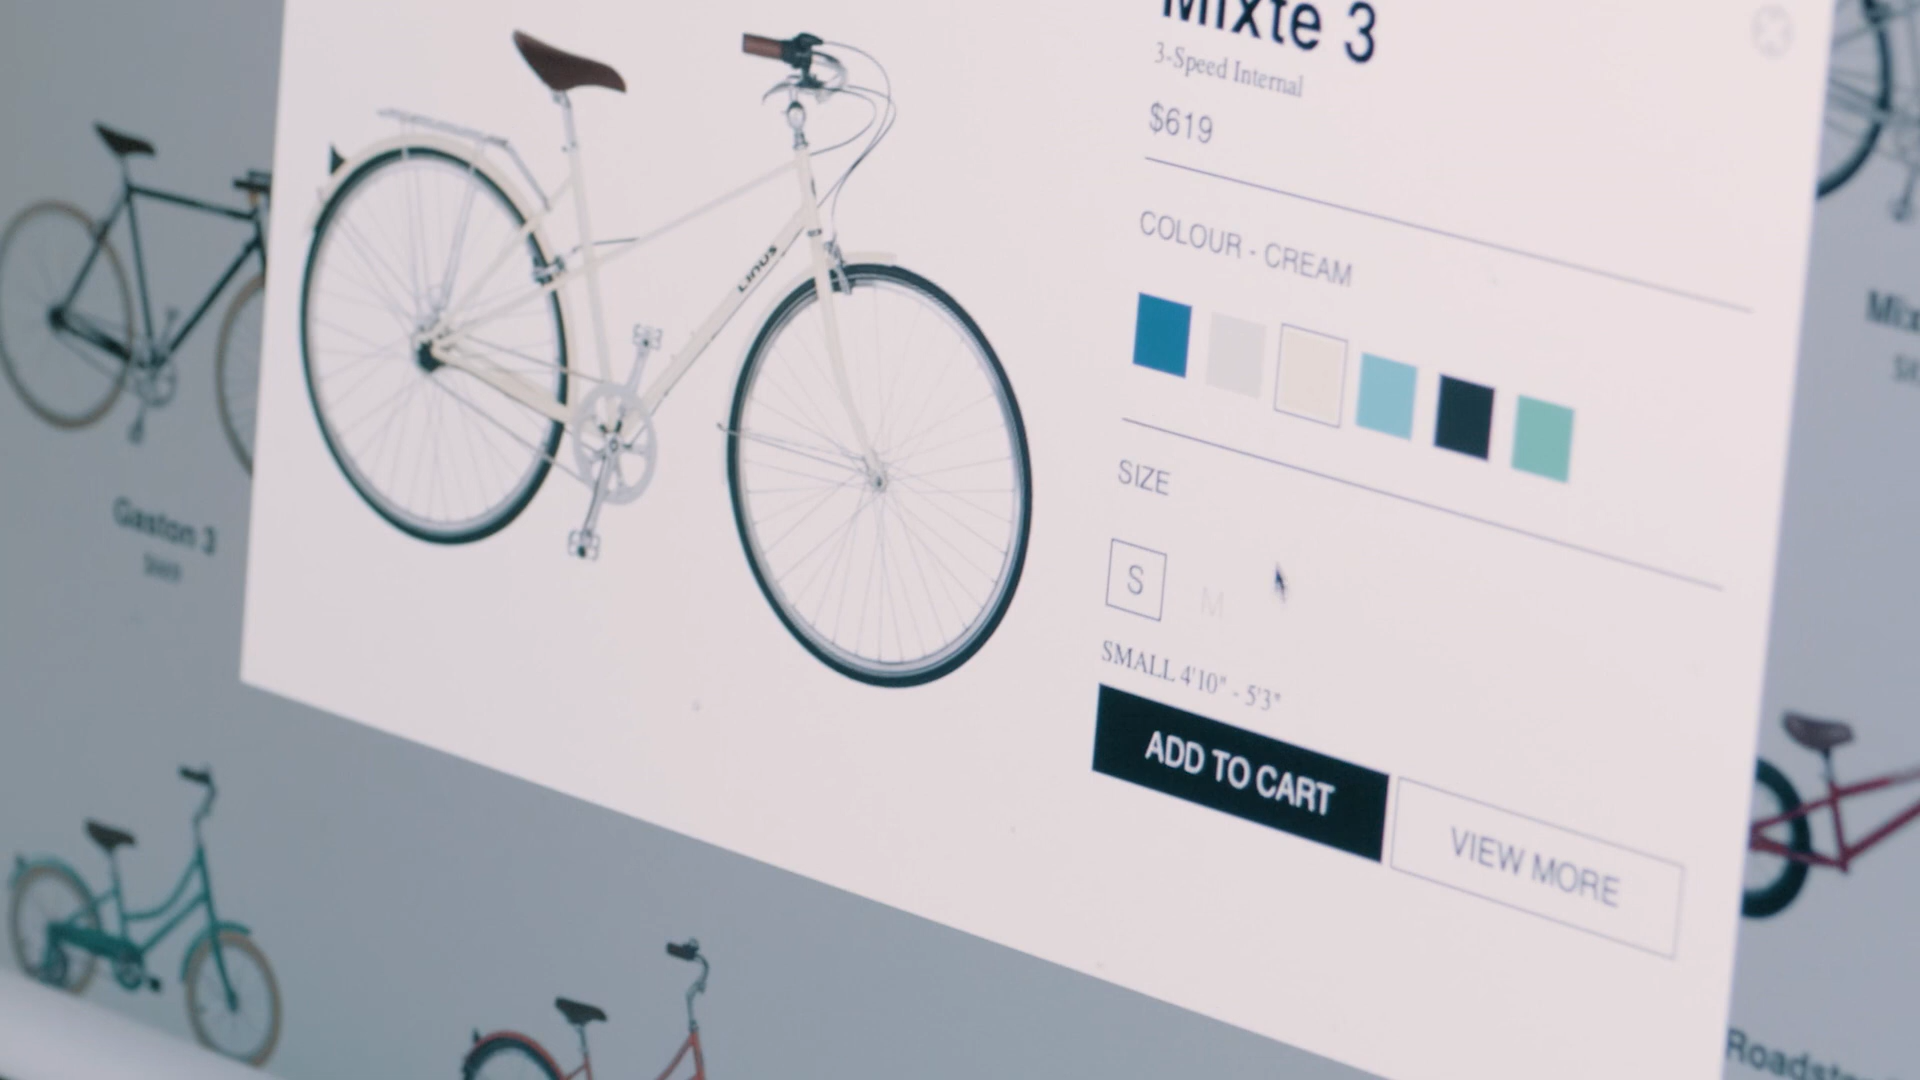 Mixte 3
3-Speed Internal
$619
COLOUR - CREAM
LINUS
SIZE
S
M
SMALL 4'10" - 5'3"
ADD TO CART
VIEW MORE
Gaston 3